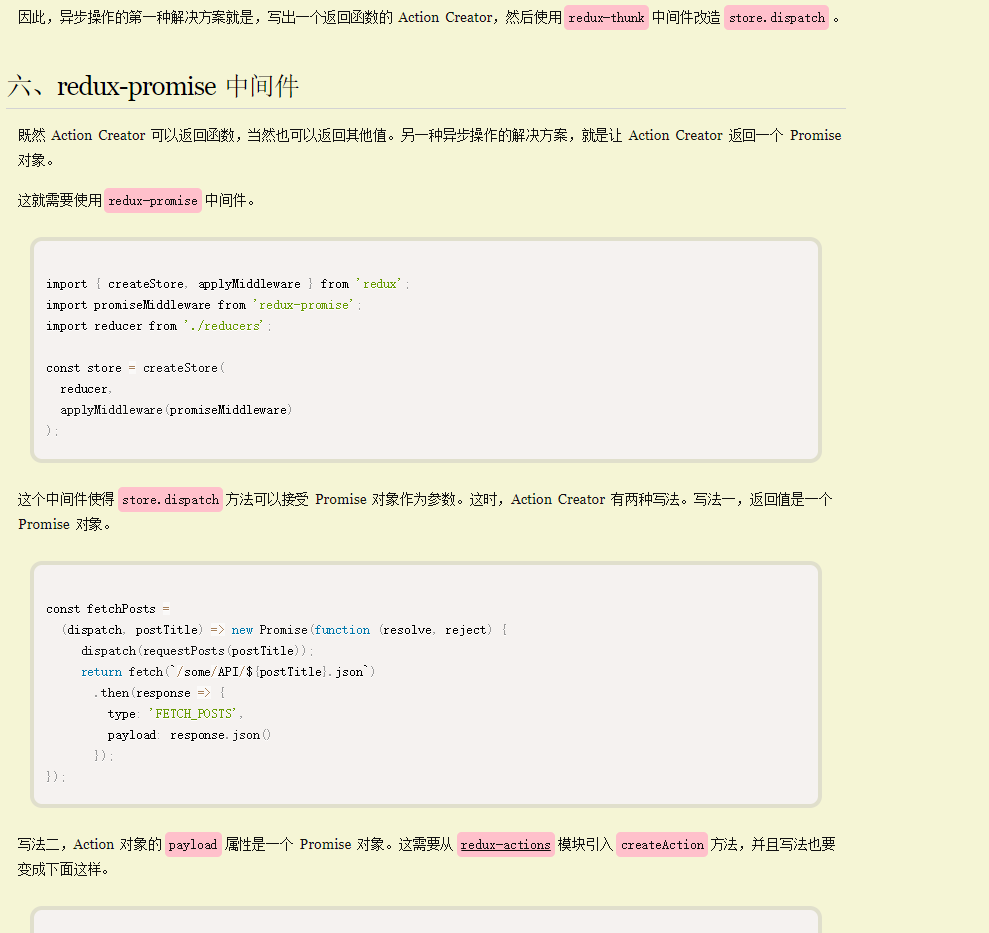 因此，异步操作的第一种解决方案就是，写出一个返回函数的 Action Creator，然后使用 redux-thunk 中间件改造 store.dispatch 。
六、redux-promise 中间件
既然 Action Creator 可以返回函数，当然也可以返回其他值。另一种异步操作的解决方案，就是让 Action Creator 返回一个 Promise
对象。
这就需要使用 redux-promise 中间件。
import { createStore, applyMiddleware } from 'redux';
import promiseMiddleware from 'redux-promise';
import reducer from './reducers';
const store = createStore(
reducer,
applyMiddleware(promiseMiddleware)
);
这个中间件使得 store.dispatch 方法可以接受 Promise 对象作为参数。这时，Action Creator 有两种写法。写法一，返回值是一个
Promise 对象。
const fetchPosts =
(dispatch, postTitle) => new Promise(function (resolve, reject) {
dispatch(requestPosts(postTitle));
return fetch(`/some/API/${postTitle}.json`)
.then(response => {
type: 'FETCH_POSTS',
payload: response.json()
});
});
写法二，Action 对象的 payload 属性是一个 Promise 对象。这需要从 redux-actions 模块引入 createAction 方法，并且写法也要
变成下面这样。